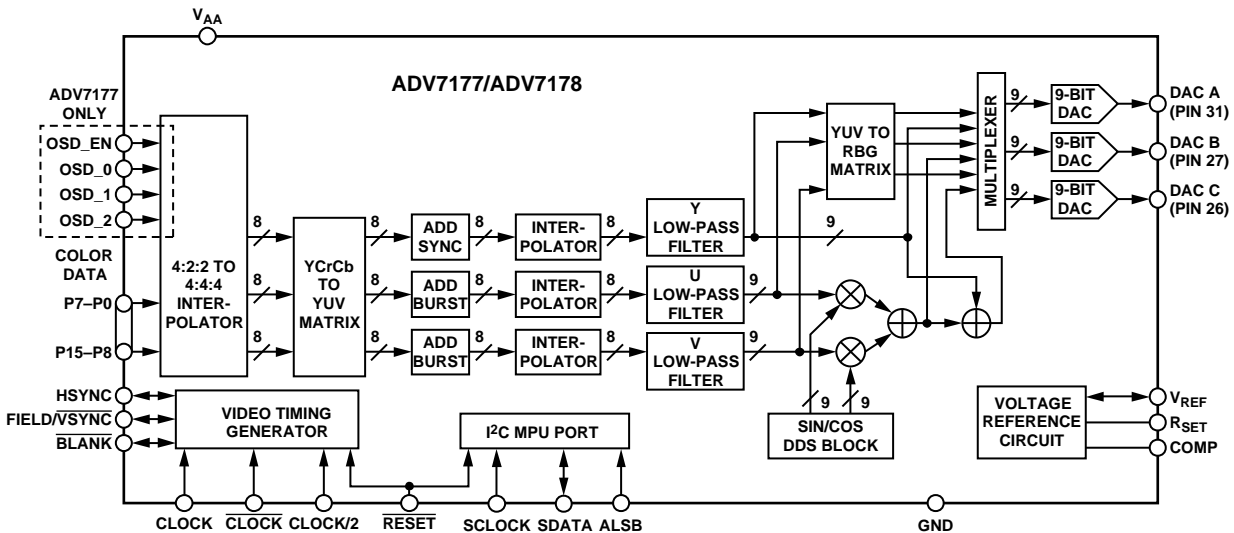 V_AA
ADV7177/ADV7178
ADV7177
ONLY
OSD_EN
OSD_0
OSD_1
OSD_2
COLOR
DATA
P7–P0
P15–P8
4:2:2 TO
4:4:4
INTER-
POLATOR
8
8
8
YCrCb
TO
YUV
MATRIX
8
8
8
ADD
SYNC
ADD
BURST
ADD
BURST
8
8
8
INTER-
POLATOR
INTER-
POLATOR
INTER-
POLATOR
8
8
8
Y
LOW-PASS
FILTER
U
LOW-PASS
FILTER
V
LOW-PASS
FILTER
9
9
9
YUV TO
RBG
MATRIX
MULTIPLEXER
9
9
9
9-BIT
DAC
9-BIT
DAC
9-BIT
DAC
DAC A
(PIN 31)
DAC B
(PIN 27)
DAC C
(PIN 26)
9
9
SIN/COS
DDS BLOCK
HSYNC
FIELD/VSYNC
BLANK
VIDEO TIMING
GENERATOR
I²C MPU PORT
VOLTAGE
REFERENCE
CIRCUIT
V_REF
R_SET
COMP
CLOCK
CLOCK
CLOCK/2
RESET
SCLOCK
SDATA
ALSB
GND